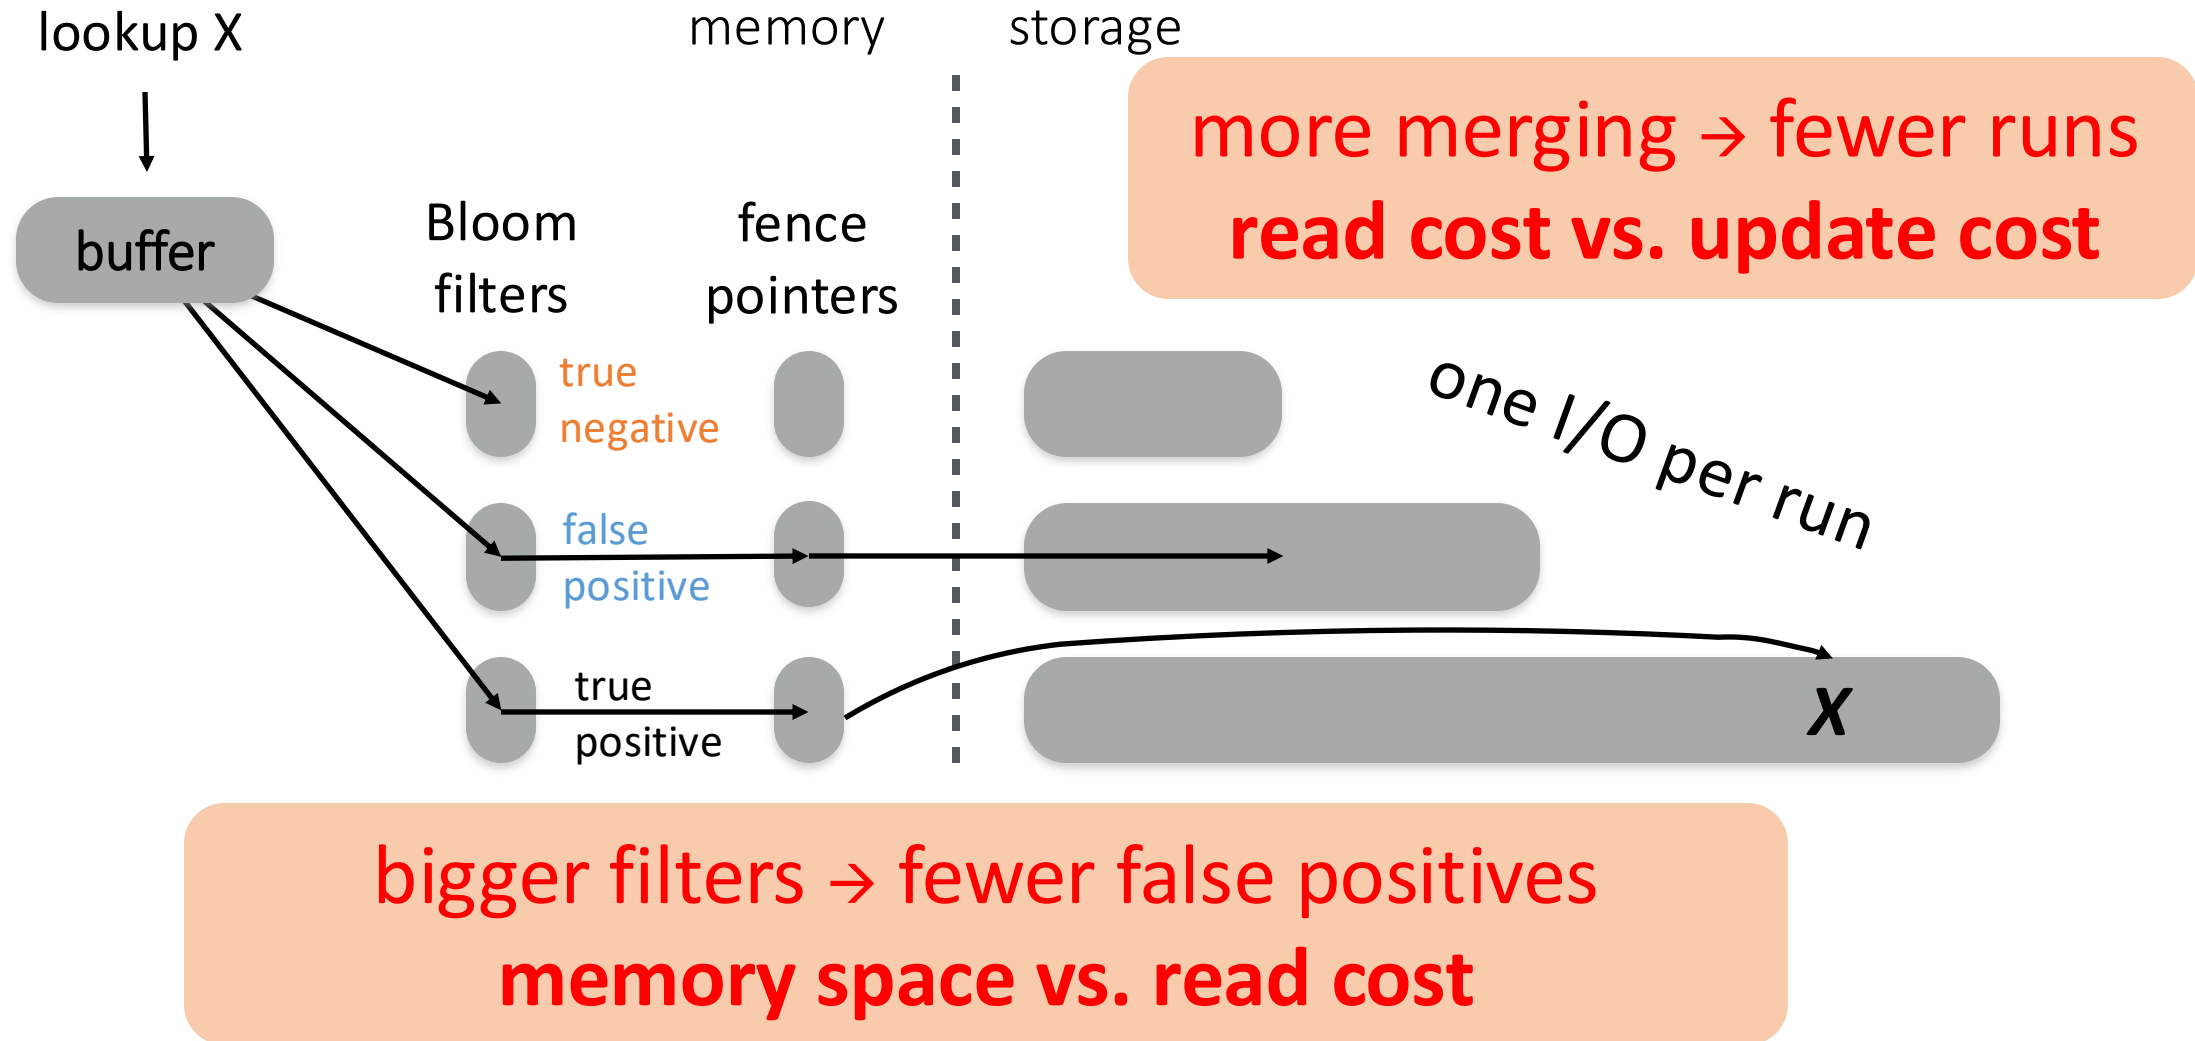 lookup X
memory
storage
more merging → fewer runs
read cost vs. update cost
buffer
Bloom
filters
fence
pointers
true
negative
one I/O per run
false
positive
true
positive
X
bigger filters → fewer false positives
memory space vs. read cost